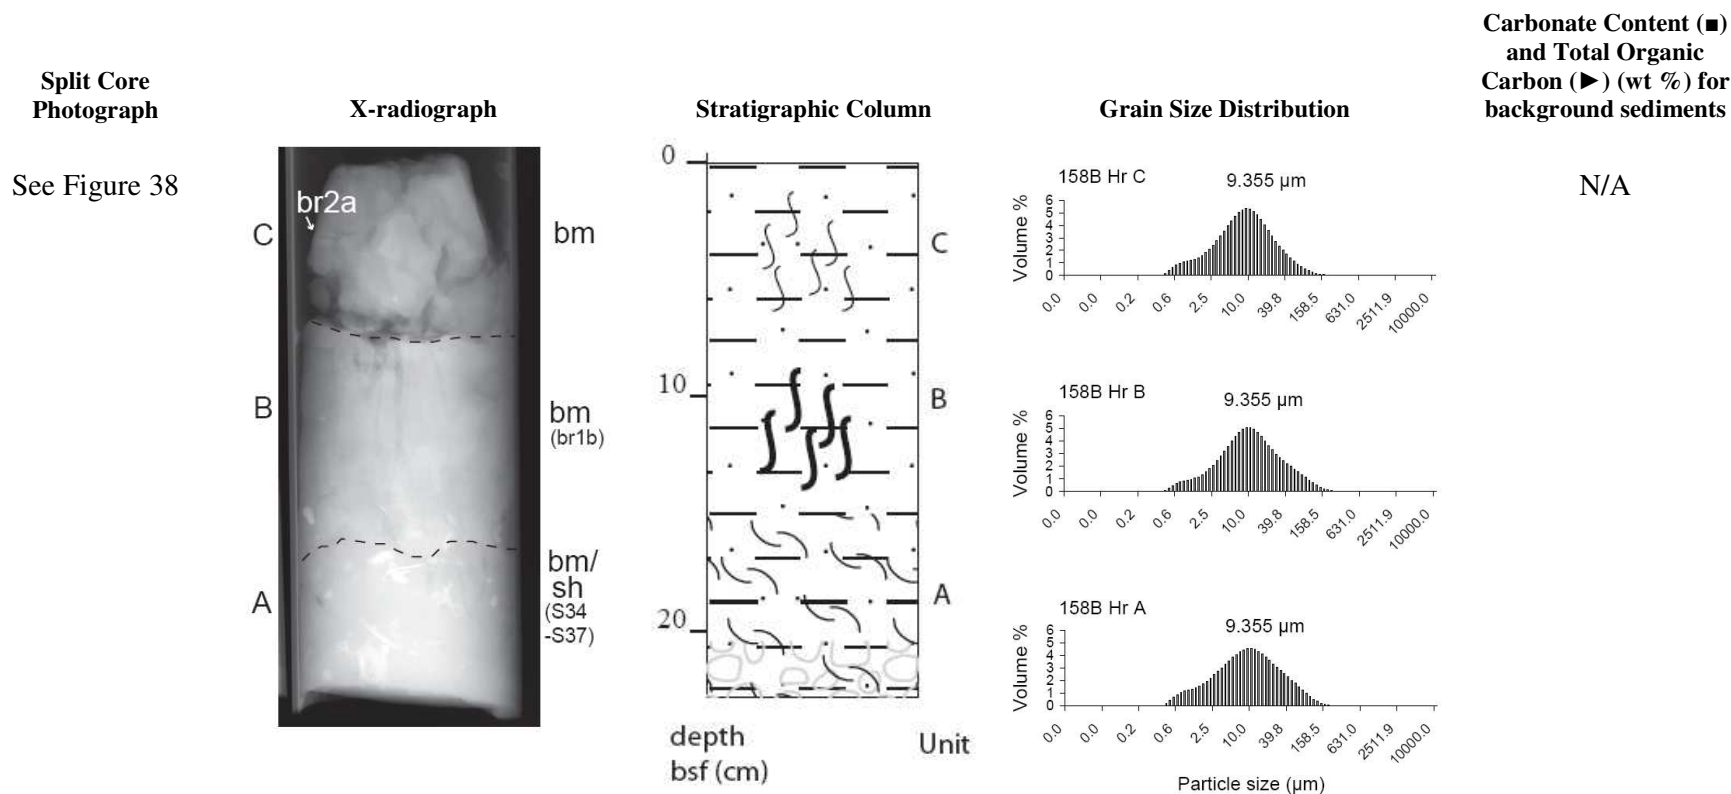 Split Core
Photograph
X-radiograph
Stratigraphic Column
Grain Size Distribution
Carbonate Content (■)
and Total Organic
Carbon (►) (wt %) for
background sediments
See Figure 38
N/A
br2a
C
B
A
bm
bm
(br1b)
bm/
sh
(S34
-S37)
0
10
20
C
B
A
depth
bsf (cm)
Unit
158B Hr C
9.355 µm
Volume %
6
5
4
3
2
1
0
0.0 0.0 0.2 0.6 2.5 10.0 39.8 158.5 631.0 2511.9 10000.0
158B Hr B
9.355 µm
Volume %
6
5
4
3
2
1
0
0.0 0.0 0.2 0.6 2.5 10.0 39.8 158.5 631.0 2511.9 10000.0
158B Hr A
9.355 µm
Volume %
6
5
4
3
2
1
0
0.0 0.0 0.2 0.6 2.5 10.0 39.8 158.5 631.0 2511.9 10000.0
Particle size (µm)